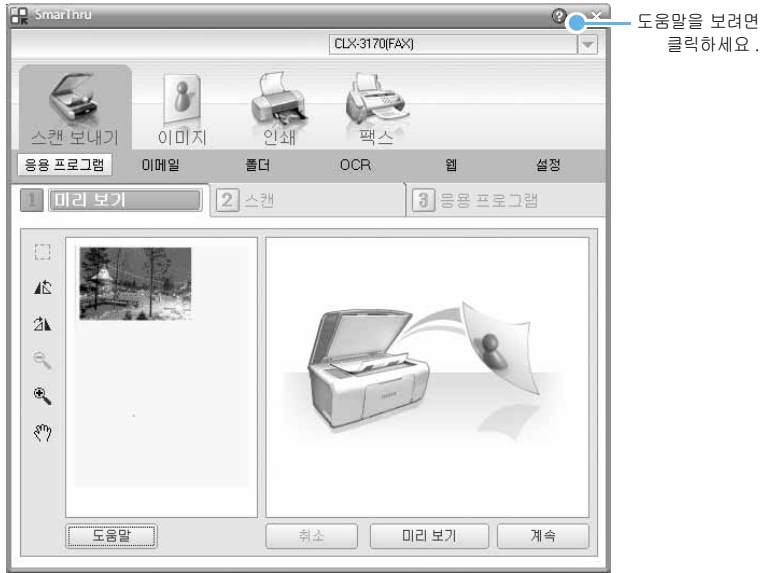 SmarThru
도움말을 보려면
클릭하세요 .
CLX-3170(FAX)
스캔 보내기 이미지 인쇄 팩스
응용 프로그램 이메일 폴더 OCR 웹 설정
1 미리 보기 2 스캔 3 응용 프로그램
도움말 취소 미리 보기 계속